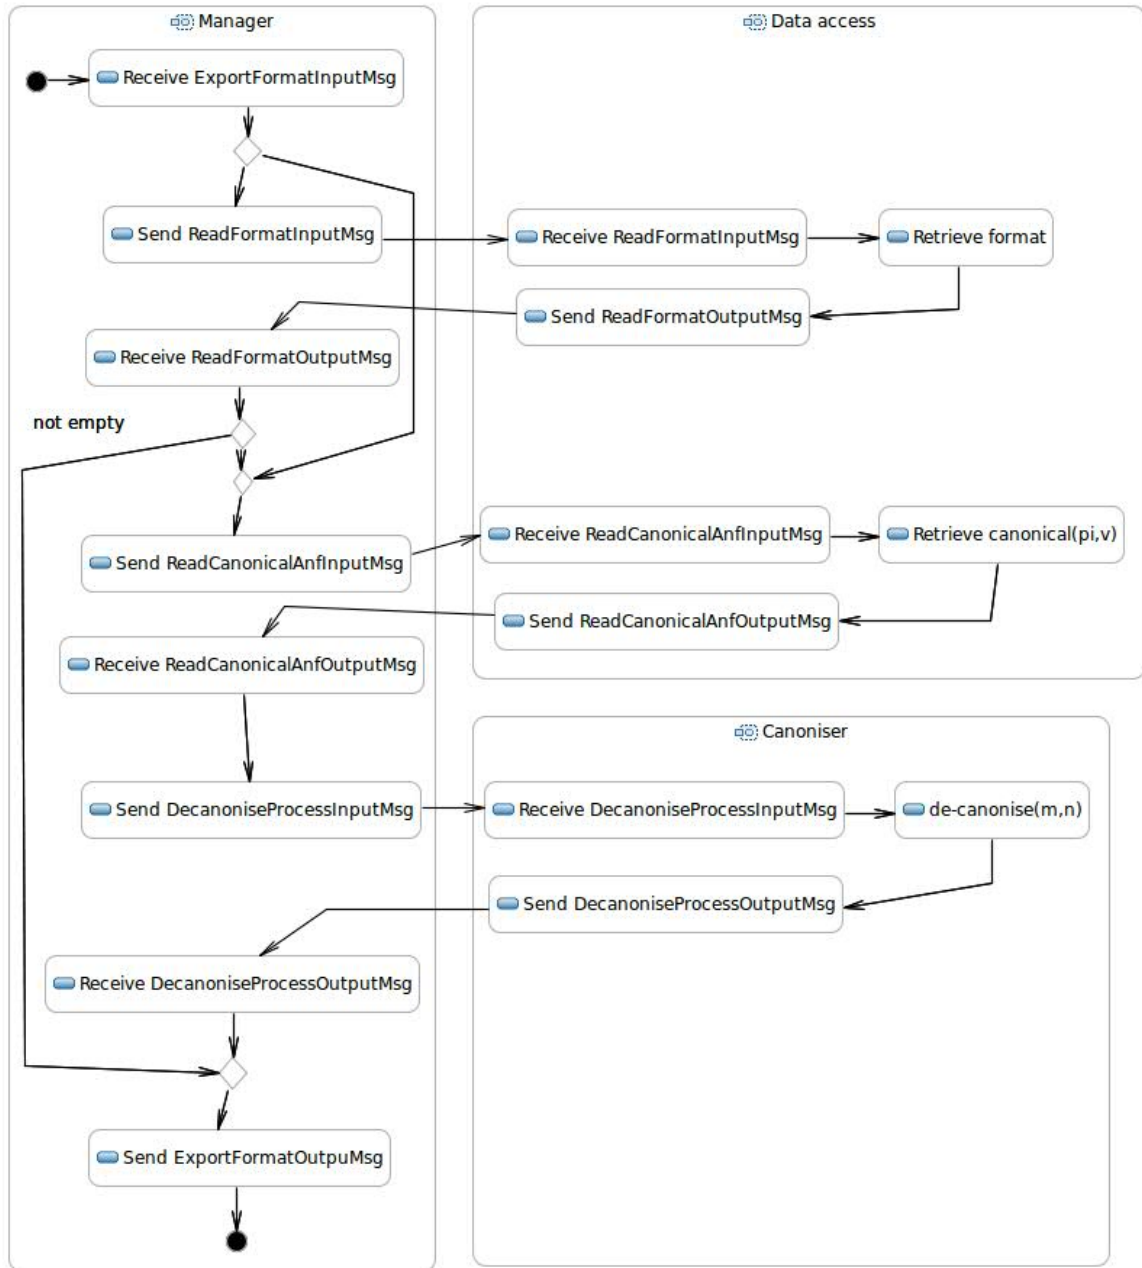 Manager
Data access
Receive ExportFormatInputMsg
Send ReadFormatInputMsg
Receive ReadFormatInputMsg
Retrieve format
Send ReadFormatOutputMsg
Receive ReadFormatOutputMsg
not empty
Receive ReadCanonicalAnfInputMsg
Retrieve canonical(pi,v)
Send ReadCanonicalAnfInputMsg
Send ReadCanonicalAnfOutputMsg
Receive ReadCanonicalAnfOutputMsg
Canoniser
Send DecanoniseProcessInputMsg
Receive DecanoniseProcessInputMsg
de-canonise(m,n)
Send DecanoniseProcessOutputMsg
Receive DecanoniseProcessOutputMsg
Send ExportFormatOutpuMsg